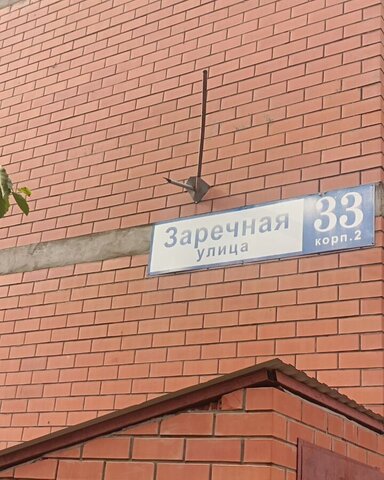 Заречная
улица
33
корп.2